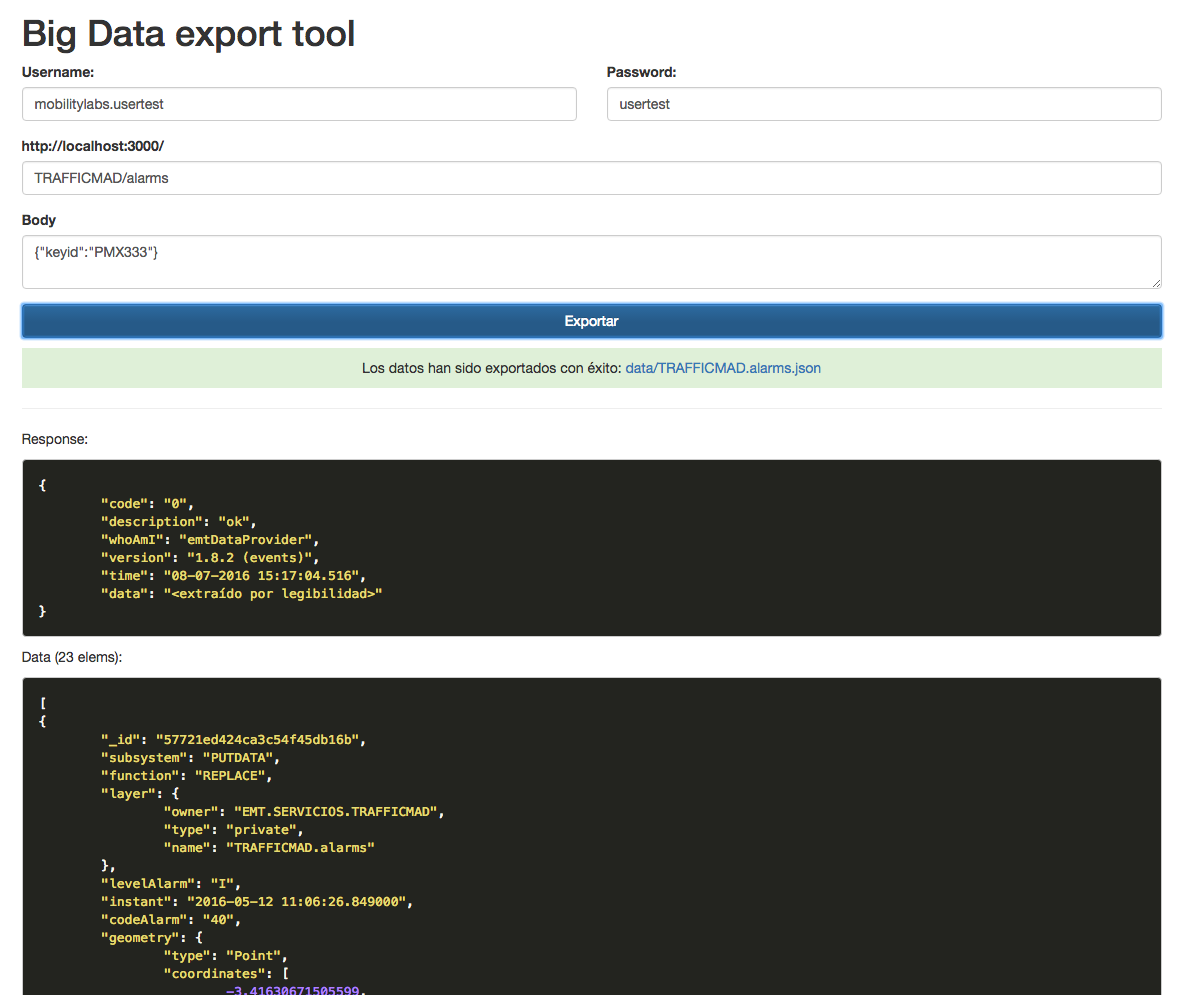 Big Data export tool
Username: Password:
mobilitylabs.usertest usertest
http://localhost:3000/
TRAFFICMAD/alarms
Body
{"keyid":"PMX333"}
Exportar
Los datos han sido exportados con éxito: data/TRAFFICMAD.alarms.json
Response:
{
"code": "0",
"description": "ok",
"whoAmI": "emtDataProvider",
"version": "1.8.2 (events)",
"time": "08-07-2016 15:17:04.516",
"data": "<extraído por legibilidad>"
}
Data (23 elems):
[
{
"_id": "57721ed424ca3c54f45db16b",
"subsystem": "PUTDATA",
"function": "REPLACE",
"layer": {
"owner": "EMT.SERVICIOS.TRAFFICMAD",
"type": "private",
"name": "TRAFFICMAD.alarms"
},
"levelAlarm": "I",
"instant": "2016-05-12 11:06:26.849000",
"codeAlarm": "40",
"geometry": {
"type": "Point",
"coordinates": [
-3.41630671505599,